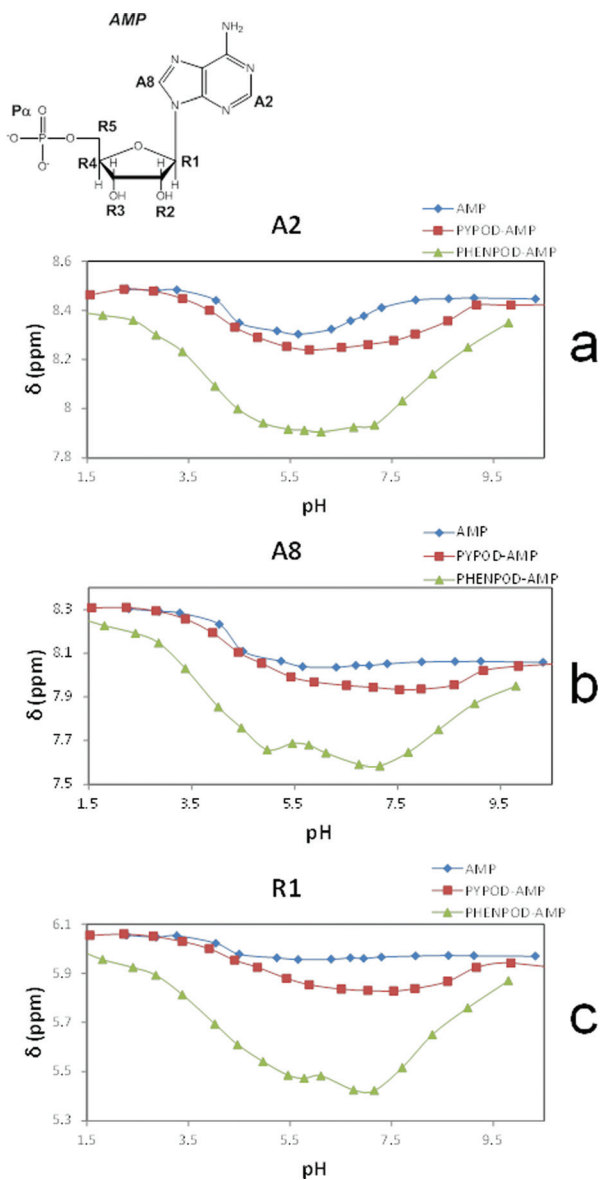 AMP
NH₂
A8
N
N
N
N
A2
Pα
O
⁻O
P
O
O⁻
R5
O
R4
H
H
R1
H
H
OH
OH
R3
R2
A2
AMP
PYPOD-AMP
PHENPOD-AMP
8.6
8.4
8.2
8
7.8
δ (ppm)
1.5
3.5
5.5
7.5
9.5
pH
a
A8
AMP
PYPOD-AMP
PHENPOD-AMP
8.3
8.1
7.9
7.7
7.5
δ (ppm)
1.5
3.5
5.5
7.5
9.5
pH
b
R1
AMP
PYPOD-AMP
PHENPOD-AMP
6.1
5.9
5.7
5.5
5.3
δ (ppm)
1.5
3.5
5.5
7.5
9.5
pH
c